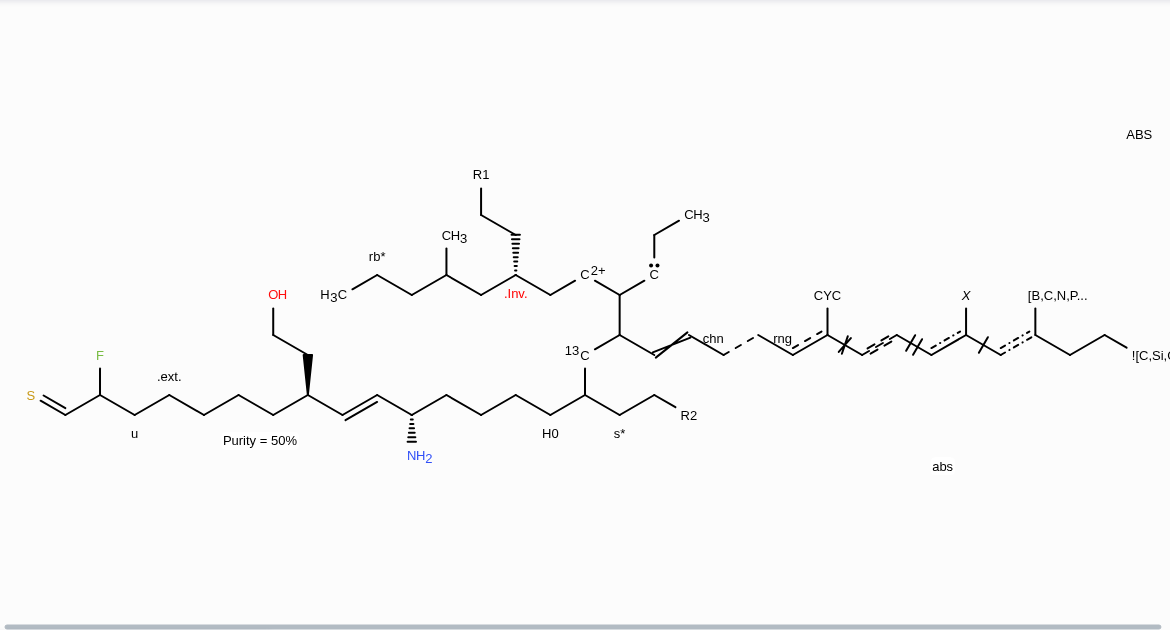 ABS
R1
CH3
CH3
rb*
C2+
C
H3C
.Inv.
OH
CYC
X
[B,C,N,P...
chn
rng
13C
F
![C,Si,
.ext.
S
R2
u
Purity = 50%
H0
s*
NH2
abs